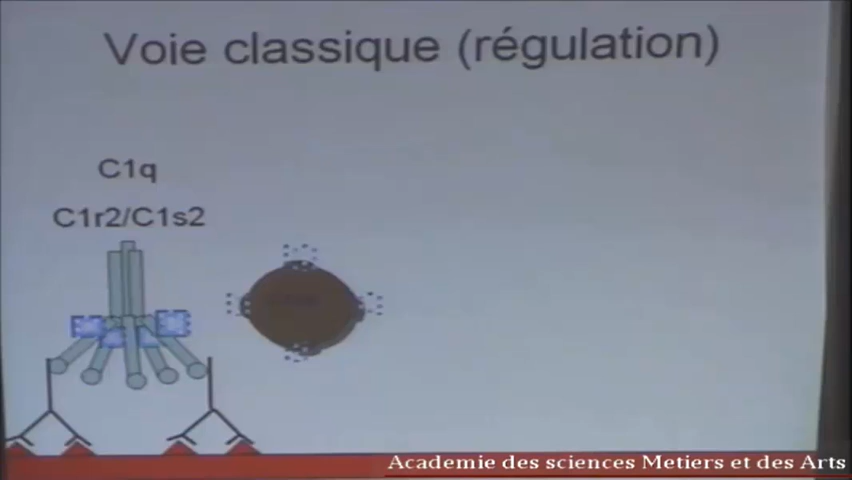 Voie classique (régulation)
C1q
C1r2/C1s2
Academie des sciences Metiers et des Arts